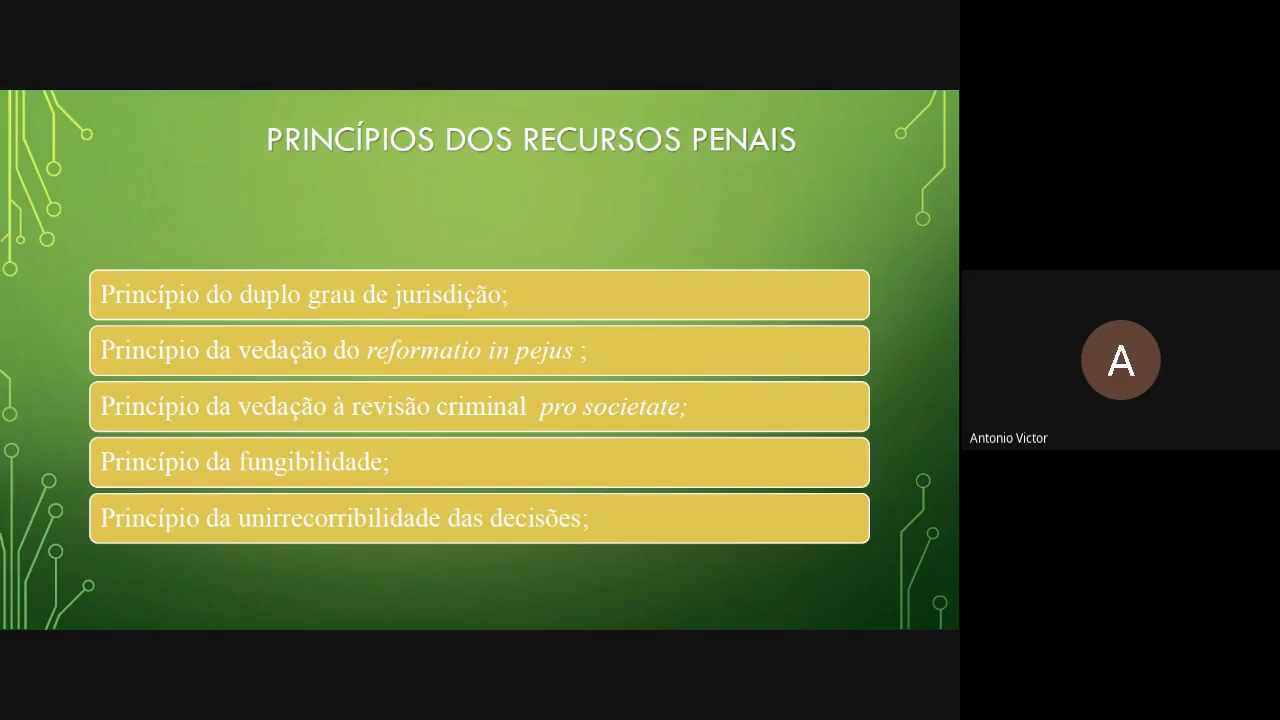 PRINCÍPIOS DOS RECURSOS PENAIS
Princípio do duplo grau de jurisdição;
Princípio da vedação do reformatio in pejus ;
Princípio da vedação à revisão criminal pro societate;
Princípio da fungibilidade;
Princípio da unirrecorribilidade das decisões;
A
Antonio Victor